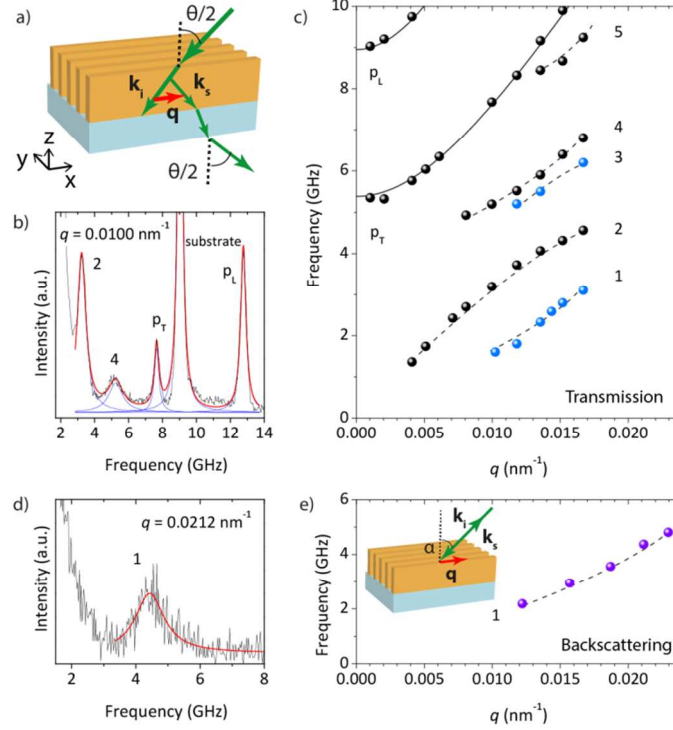 a)
θ/2
k_i
k_s
q
θ/2
z
y
x
b)
q = 0.0100 nm⁻¹
2
4
p_T
substrate
p_L
Intensity (a.u.)
2 4 6 8 10 12 14
Frequency (GHz)
c)
10
8
6
4
2
0
Frequency (GHz)
p_L
p_T
5
4
3
2
1
Transmission
0.000 0.005 0.010 0.015 0.020
q (nm⁻¹)
d)
q = 0.0212 nm⁻¹
1
Intensity (a.u.)
2 4 6 8
Frequency (GHz)
e)
6
4
2
0
Frequency (GHz)
α
k_i
k_s
q
1
Backscattering
0.000 0.005 0.010 0.015 0.020
q (nm⁻¹)